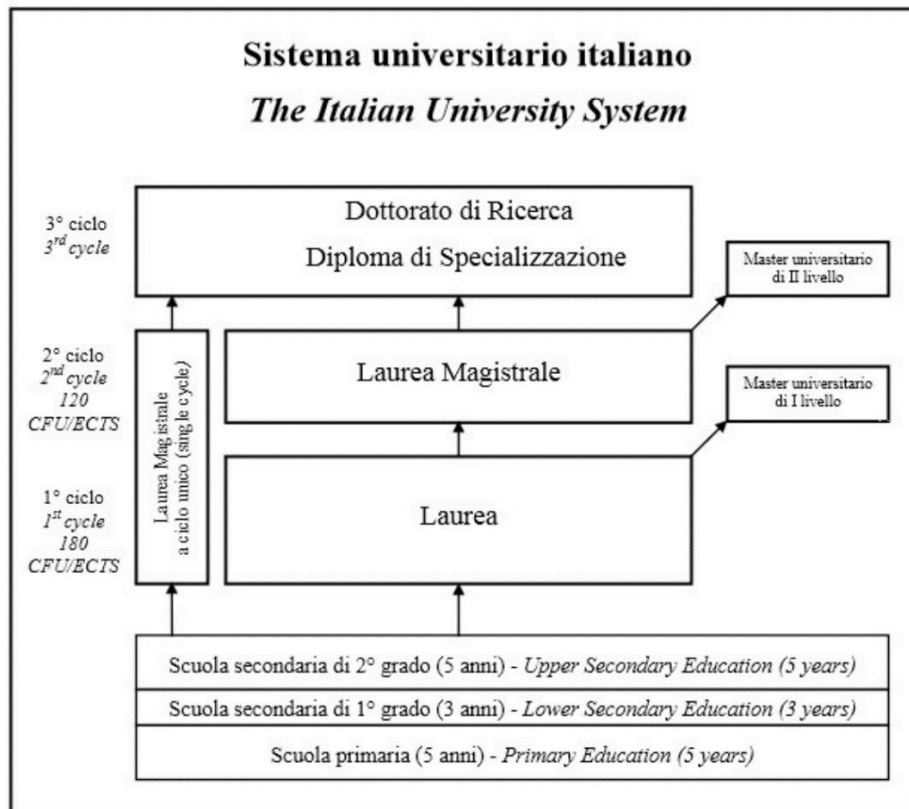 Sistema universitario italiano
The Italian University System
3° ciclo
3rd cycle
Dottorato di Ricerca
Diploma di Specializzazione
Master universitario
di II livello
2° ciclo
2nd cycle
120
CFU/ECTS
Laurea Magistrale
a ciclo unico (single cycle)
Laurea Magistrale
Master universitario
di I livello
1° ciclo
1st cycle
180
CFU/ECTS
Laurea
Scuola secondaria di 2° grado (5 anni) - Upper Secondary Education (5 years)
Scuola secondaria di 1° grado (3 anni) - Lower Secondary Education (3 years)
Scuola primaria (5 anni) - Primary Education (5 years)